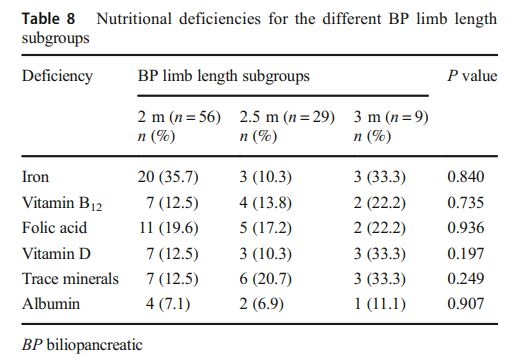 Table 8 Nutritional deficiencies for the different BP limb length
subgroups
Deficiency BP limb length subgroups P value
2 m (n = 56) 2.5 m (n = 29) 3 m (n = 9)
n (%) n (%) n (%)
Iron 20 (35.7) 3 (10.3) 3 (33.3) 0.840
Vitamin B12 7 (12.5) 4 (13.8) 2 (22.2) 0.735
Folic acid 11 (19.6) 5 (17.2) 2 (22.2) 0.936
Vitamin D 7 (12.5) 3 (10.3) 3 (33.3) 0.197
Trace minerals 7 (12.5) 6 (20.7) 3 (33.3) 0.249
Albumin 4 (7.1) 2 (6.9) 1 (11.1) 0.907
BP biliopancreatic